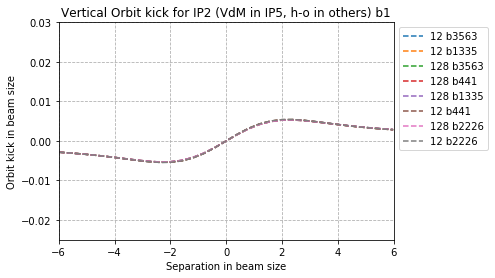 Vertical Orbit kick for IP2 (VdM in IP5, h-o in others) b1
Orbit kick in beam size
0.03
0.02
0.01
0.00
−0.01
−0.02
−6
−4
−2
0
2
4
6
Separation in beam size
12 b3563
12 b1335
128 b3563
128 b441
128 b1335
12 b441
128 b2226
12 b2226